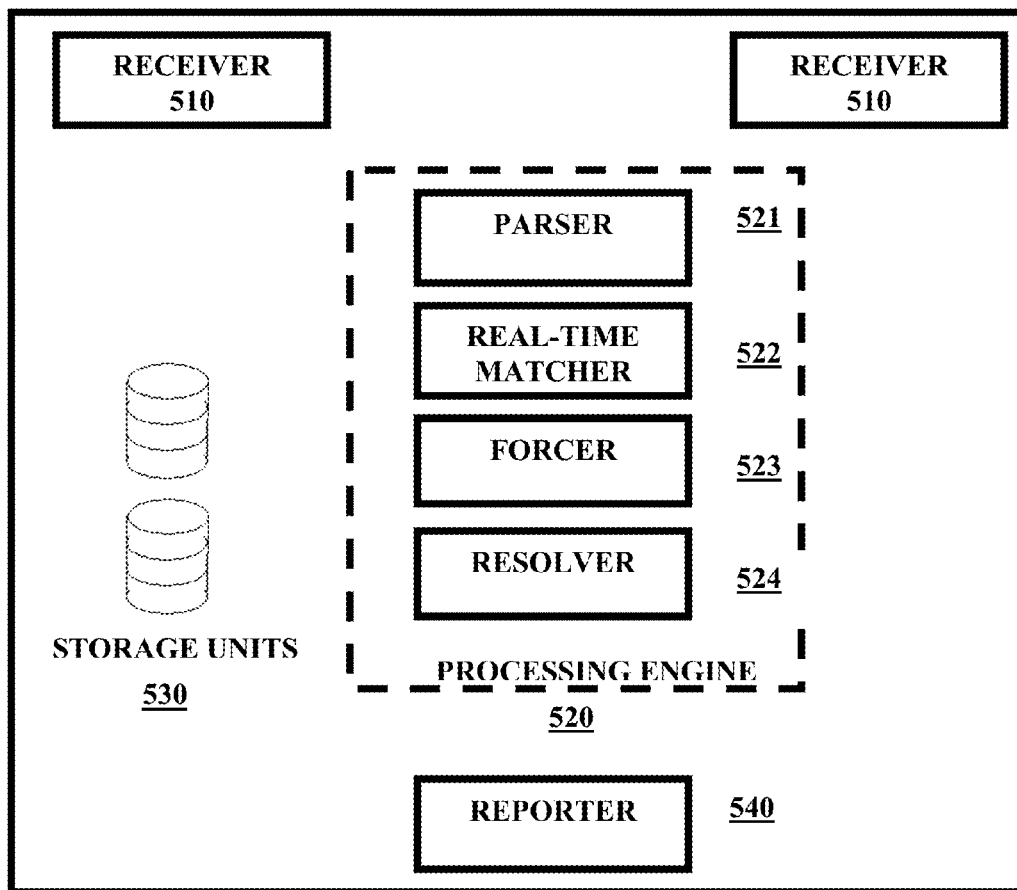 RECEIVER
510
RECEIVER
510
PARSER
521
REAL-TIME
MATCHER
522
FORCER
523
RESOLVER
524
STORAGE UNITS
530
PROCESSING ENGINE
520
REPORTER
540